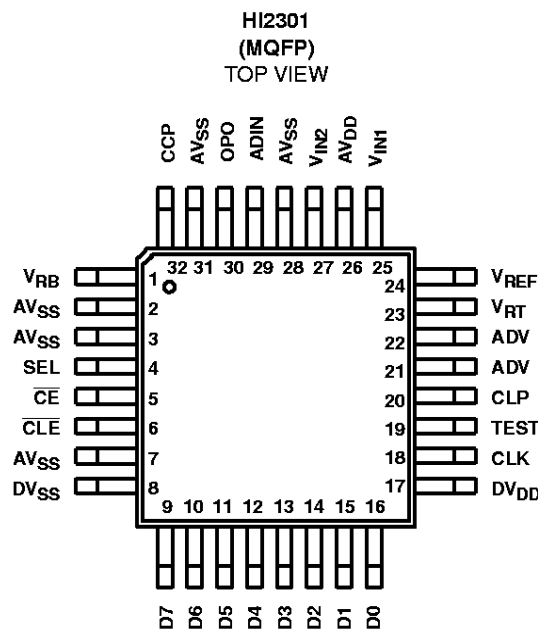 HI2301
(MQFP)
TOP VIEW
CCP AVSS OPO ADIN AVSS VIN2 AVDD VIN1
32 31 30 29 28 27 26 25
VRB 1 24 VREF
AVSS 2 23 VRT
AVSS 3 22 ADV
SEL 4 21 ADV
CE 5 20 CLP
CLE 6 19 TEST
AVSS 7 18 CLK
DVSS 8 17 DVDD
9 10 11 12 13 14 15 16
D7 D6 D5 D4 D3 D2 D1 D0